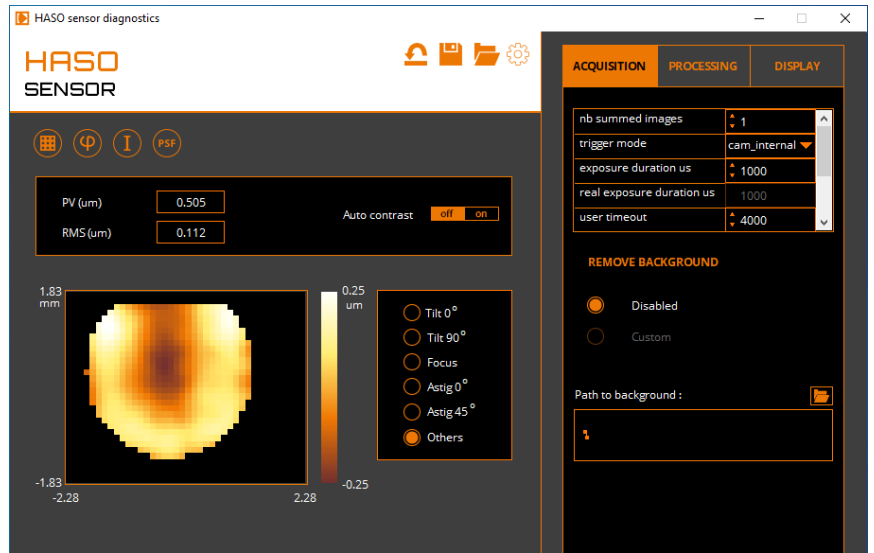 HASO sensor diagnostics
HASO
SENSOR
ACQUISITION PROCESSING DISPLAY
nb summed images 1
trigger mode cam_internal
exposure duration us 1000
real exposure duration us 1000
user timeout 4000
φ I PSF
PV (um) 0.505
RMS (um) 0.112
Auto contrast off on
REMOVE BACKGROUND
Disabled
Custom
Path to background :
1.83
mm
-1.83
-2.28 2.28
0.25
um
-0.25
Tilt 0°
Tilt 90°
Focus
Astig 0°
Astig 45°
Others